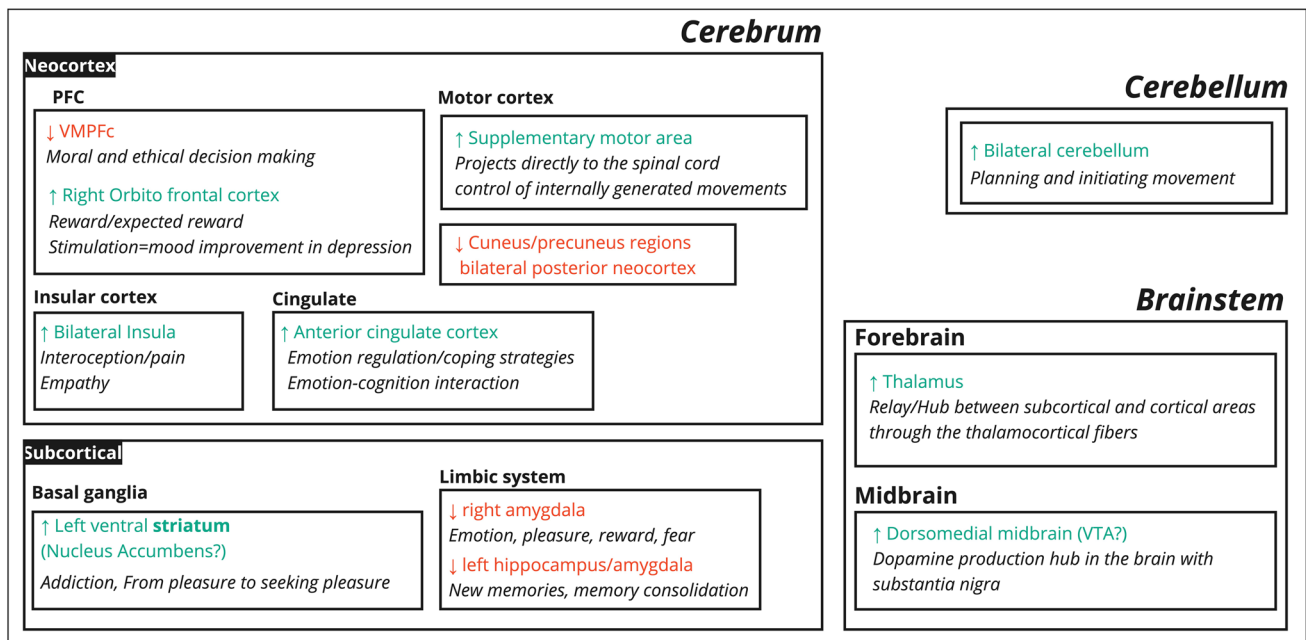 Cerebrum
Neocortex
PFC
↓ VMPFc
Moral and ethical decision making
↑ Right Orbito frontal cortex
Reward/expected reward
Stimulation=mood improvement in depression
Motor cortex
↑ Supplementary motor area
Projects directly to the spinal cord
control of internally generated movements
↓ Cuneus/precuneus regions
bilateral posterior neocortex
Insular cortex
↑ Bilateral Insula
Interoception/pain
Empathy
Cingulate
↑ Anterior cingulate cortex
Emotion regulation/coping strategies
Emotion-cognition interaction
Subcortical
Basal ganglia
↑ Left ventral striatum
(Nucleus Accumbens?)
Addiction, From pleasure to seeking pleasure
Limbic system
↓ right amygdala
Emotion, pleasure, reward, fear
↓ left hippocampus/amygdala
New memories, memory consolidation
Cerebellum
↑ Bilateral cerebellum
Planning and initiating movement
Brainstem
Forebrain
↑ Thalamus
Relay/Hub between subcortical and cortical areas
through the thalamocortical fibers
Midbrain
↑ Dorsomedial midbrain (VTA?)
Dopamine production hub in the brain with
substantia nigra